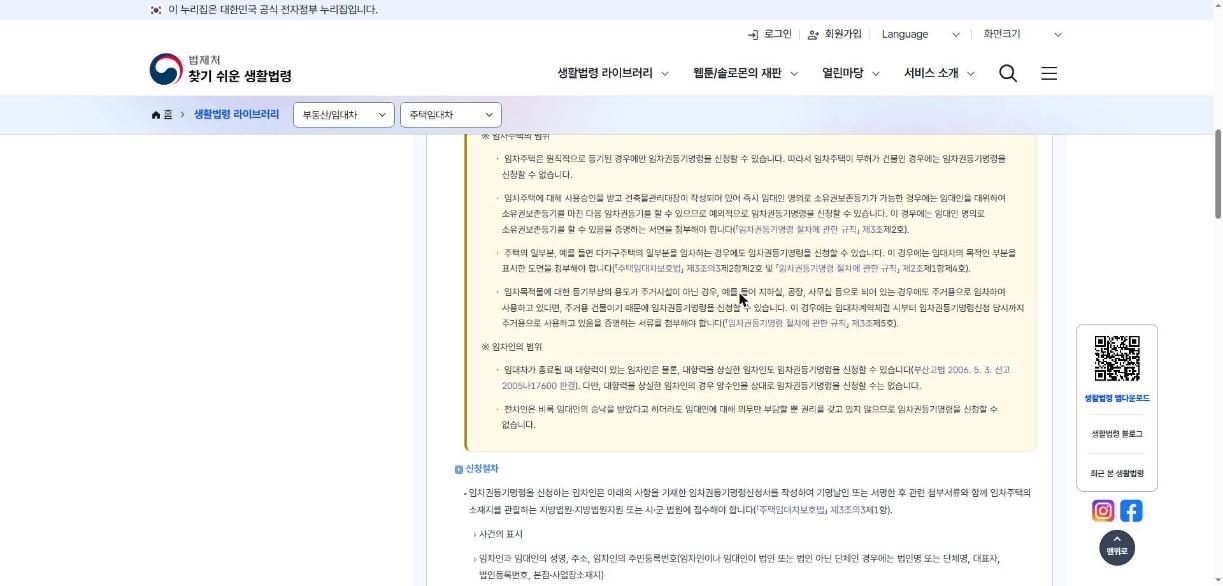 이 누리집은 대한민국 공식 전자정부 누리집입니다.
로그인 회원가입 Language 화면크기
법제처
찾기 쉬운 생활법령
생활법령 라이브러리 웹툰/솔로몬의 재판 열린마당 서비스 소개
홈 > 생활법령 라이브러리 부동산/임대차 주택임대차
※ 임차주택의 범위
· 임차주택은 원칙적으로 등기된 경우에만 임차권등기명령을 신청할 수 있습니다. 따라서 임차주택이 무허가 건물인 경우에는 임차권등기명령을
신청할 수 없습니다.
· 임차주택에 대해 사용승인을 받고 건축물관리대장이 작성되어 있어 즉시 임대인 명의로 소유권보존등기가 가능한 경우에는 임대인을 대위하여
소유권보존등기를 마친 다음 임차권등기를 할 수 있으므로 예외적으로 임차권등기명령을 신청할 수 있습니다. 이 경우에는 임대인 명의로
소유권보존등기를 할 수 있음을 증명하는 서면을 첨부해야 합니다(「임차권등기명령 절차에 관한 규칙」 제3조제2호).
· 주택의 일부분, 예를 들면 다가구주택의 일부분을 임차하는 경우에도 임차권등기명령을 신청할 수 있습니다. 이 경우에는 임대차의 목적인 부분을
표시한 도면을 첨부해야 합니다(「주택임대차보호법」 제3조의3제2항제2호 및 「임차권등기명령 절차에 관한 규칙」 제2조제1항제4호).
· 임차목적물에 대한 등기부상의 용도가 주거시설이 아닌 경우, 예를 들어 지하실, 공장, 사무실 등으로 되어 있는 경우에도 주거용으로 임차하여
사용하고 있다면, 주거용 건물이기 때문에 임차권등기명령을 신청할 수 있습니다. 이 경우에는 임대차계약체결 시부터 임차권등기명령신청 당시까지
주거용으로 사용하고 있음을 증명하는 서류를 첨부해야 합니다(「임차권등기명령 절차에 관한 규칙」 제3조제5호).
※ 임차인의 범위
· 임대차가 종료될 때 대항력이 있는 임차인은 물론, 대항력을 상실한 임차인도 임차권등기명령을 신청할 수 있습니다(부산고법 2006. 5. 3. 선고
2005나17600 판결). 다만, 대항력을 상실한 임차인의 경우 양수인을 상대로 임차권등기명령을 신청할 수는 없습니다.
· 전차인은 비록 임대인의 승낙을 받았다고 하더라도 임대인에 대해 의무만 부담할 뿐 권리를 갖고 있지 않으므로 임차권등기명령을 신청할 수
없습니다.
신청절차
· 임차권등기명령을 신청하는 임차인은 아래의 사항을 기재한 임차권등기명령신청서를 작성하여 기명날인 또는 서명한 후 관련 첨부서류와 함께 임차주택의
소재지를 관할하는 지방법원·지방법원지원 또는 시·군 법원에 접수해야 합니다(「주택임대차보호법」 제3조의3제1항).
› 사건의 표시
› 임차인과 임대인의 성명, 주소, 임차인의 주민등록번호(임차인이나 임대인이 법인 또는 법인 아닌 단체인 경우에는 법인명 또는 단체명, 대표자,
법인등록번호, 본점·사업장소재지)
생활법령 앱다운로드
생활법령 블로그
최근 본 생활법령
맨위로